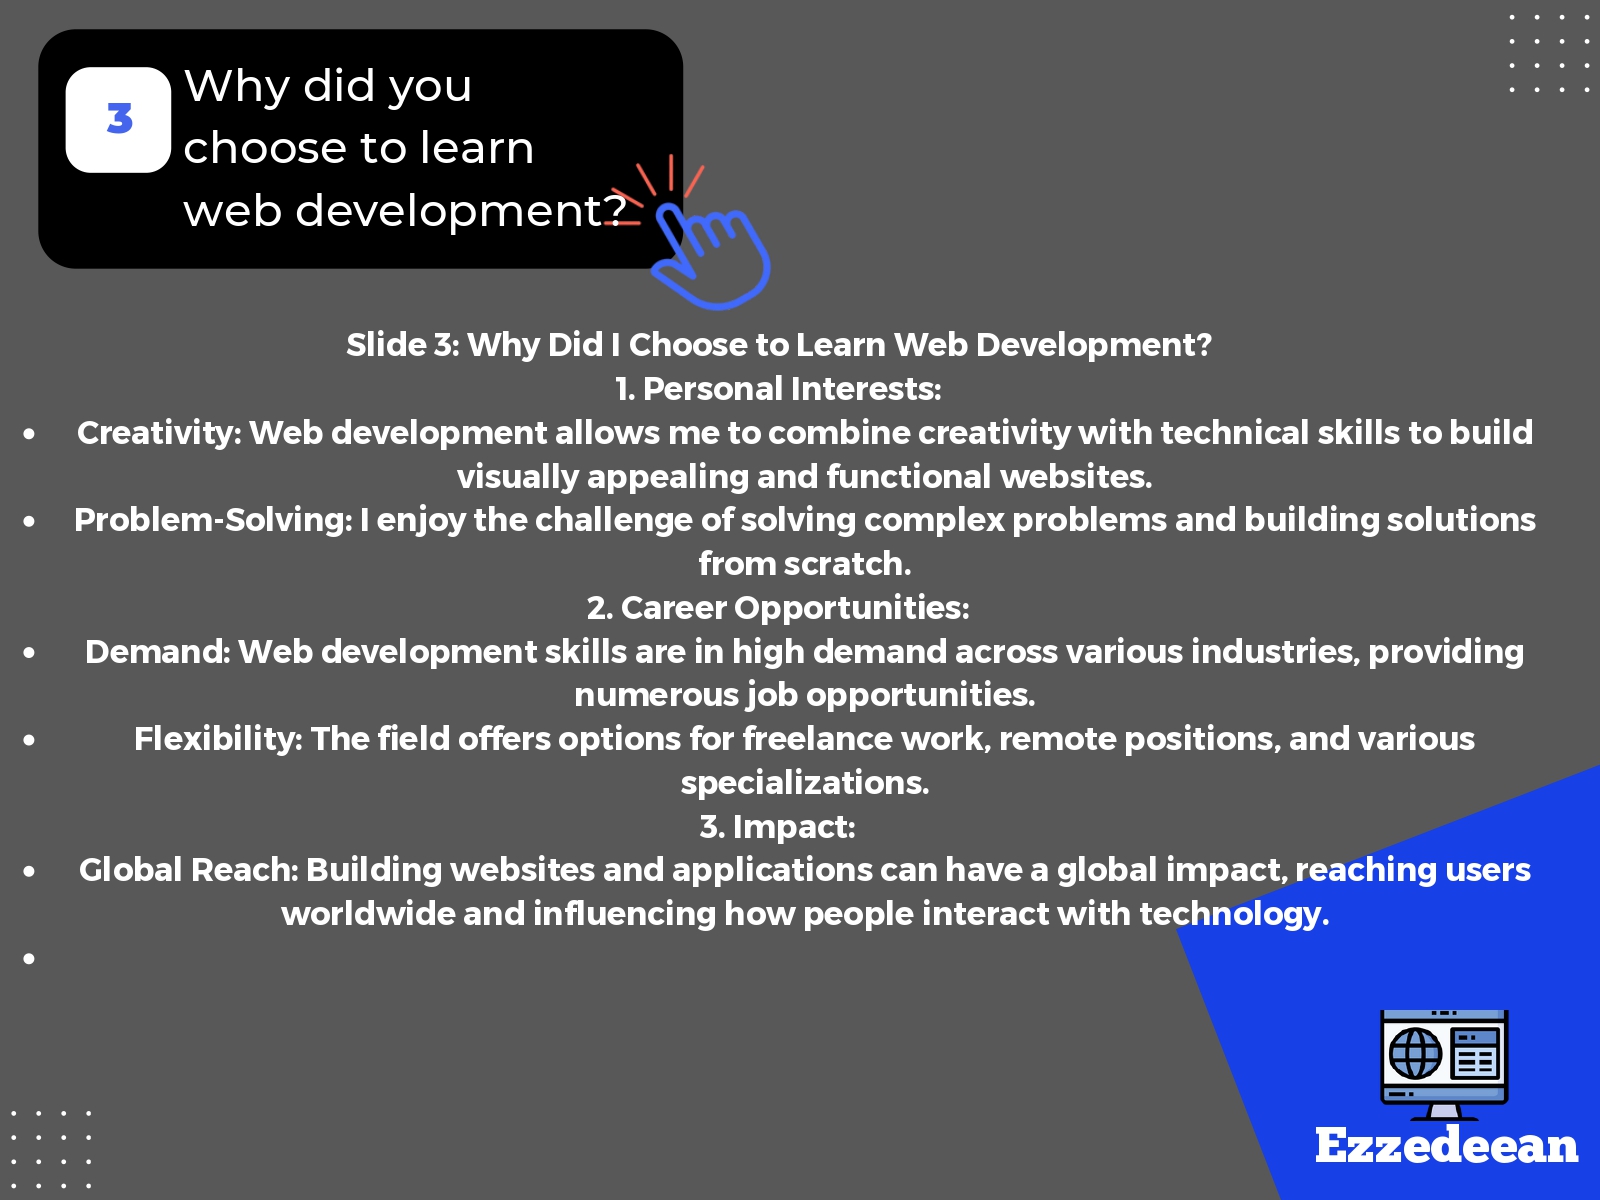 3
Why did you
choose to learn
web development?
Slide 3: Why Did I Choose to Learn Web Development?
1. Personal Interests:
• Creativity: Web development allows me to combine creativity with technical skills to build
visually appealing and functional websites.
• Problem-Solving: I enjoy the challenge of solving complex problems and building solutions
from scratch.
2. Career Opportunities:
• Demand: Web development skills are in high demand across various industries, providing
numerous job opportunities.
• Flexibility: The field offers options for freelance work, remote positions, and various
specializations.
3. Impact:
• Global Reach: Building websites and applications can have a global impact, reaching users
worldwide and influencing how people interact with technology.
•
Ezzedeean